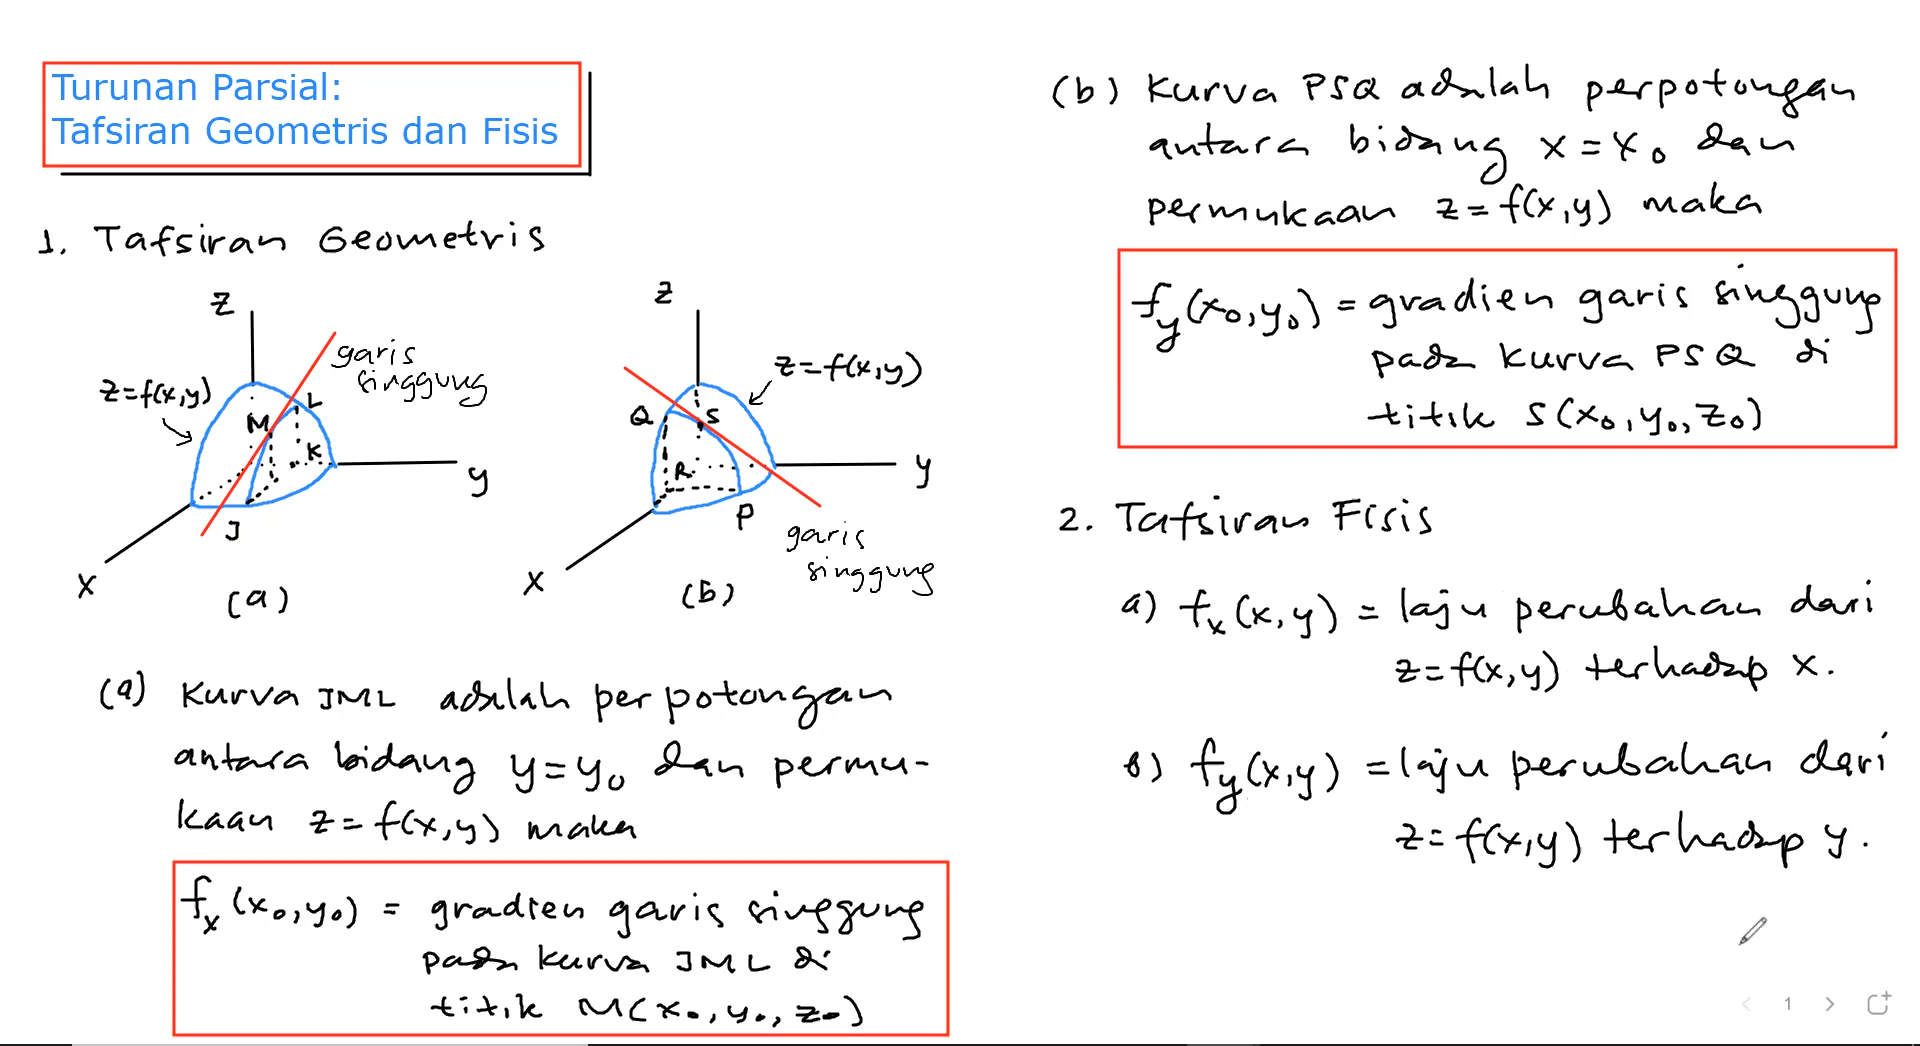 Turunan Parsial:
Tafsiran Geometris dan Fisis
1. Tafsiran Geometris
z
garis
singgung
z=f(x,y)
L
M
K
y
J
x
(a)
z
z=f(x,y)
Q
S
R
y
P
garis
singgung
x
(b)
(a) Kurva JML adalah perpotongan
antara bidang y=y₀ dan permu-
kaan z=f(x,y) maka
fₓ(x₀,y₀) = gradien garis singgung
pada kurva JML di
titik M(x₀,y₀,z₀)
(b) Kurva PSQ adalah perpotongan
antara bidang x=x₀ dan
permukaan z=f(x,y) maka
f_y(x₀,y₀) = gradien garis singgung
pada kurva PSQ di
titik S(x₀,y₀,z₀)
2. Tafsiran Fisis
a) fₓ(x,y) = laju perubahan dari
z=f(x,y) terhadap x.
b) f_y(x,y) = laju perubahan dari
z=f(x,y) terhadap y.
1